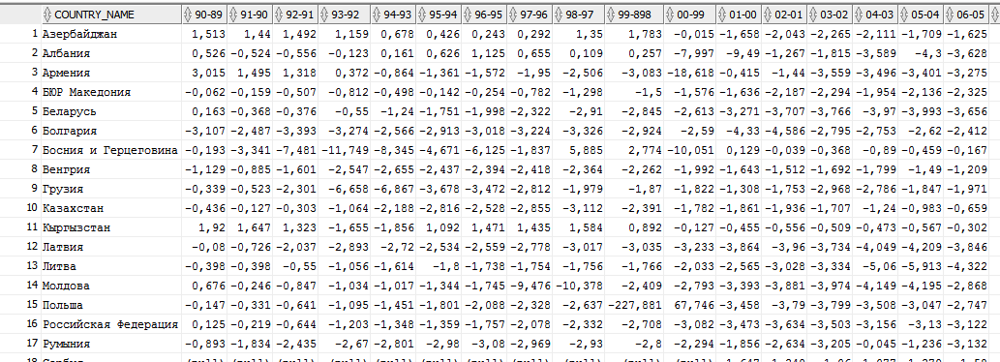 COUNTRY_NAME 90-89 91-90 92-91 93-92 94-93 95-94 96-95 97-96 98-97 99-898 00-99 01-00 02-01 03-02 04-03 05-04 06-05
1 Азербайджан 1,513 1,44 1,492 1,159 0,678 0,426 0,243 0,292 1,35 1,783 -0,015 -1,658 -2,043 -2,265 -2,111 -1,709 -1,625
2 Албания 0,526 -0,524 -0,556 -0,123 0,161 0,626 1,125 0,655 0,109 0,257 -7,997 -9,49 -1,267 -1,815 -3,589 -4,3 -3,628
3 Армения 3,015 1,495 1,318 0,372 -0,864 -1,361 -1,572 -1,95 -2,506 -3,083 -18,618 -0,415 -1,44 -3,559 -3,496 -3,401 -3,275
4 БЮР Македония -0,062 -0,159 -0,507 -0,812 -0,498 -0,142 -0,254 -0,782 -1,298 -1,5 -1,576 -1,636 -2,187 -2,294 -1,954 -2,136 -2,325
5 Беларусь 0,163 -0,368 -0,376 -0,55 -1,24 -1,751 -1,998 -2,322 -2,91 -2,845 -2,613 -3,271 -3,707 -3,766 -3,97 -3,993 -3,656
6 Болгария -3,107 -2,487 -3,393 -3,274 -2,566 -2,913 -3,018 -3,224 -3,326 -2,924 -2,59 -4,33 -4,586 -2,795 -2,753 -2,62 -2,412
7 Босния и Герцеговина -0,193 -3,341 -7,481 -11,749 -8,345 -4,671 -6,125 -1,837 5,885 2,774 -10,051 0,129 -0,039 -0,368 -0,89 -0,459 -0,167
8 Венгрия -1,129 -0,885 -1,601 -2,547 -2,655 -2,437 -2,394 -2,418 -2,364 -2,262 -1,992 -1,643 -1,512 -1,692 -1,799 -1,49 -1,209
9 Грузия -0,339 -0,523 -2,301 -6,658 -6,867 -3,678 -3,472 -2,812 -1,979 -1,87 -1,822 -1,308 -1,753 -2,968 -2,786 -1,847 -1,971
10 Казахстан -0,436 -0,127 -0,303 -1,064 -2,188 -2,816 -2,528 -2,855 -3,112 -2,391 -1,782 -1,861 -1,936 -1,707 -1,24 -0,983 -0,659
11 Кыргызстан 1,92 1,647 1,323 -1,655 -1,856 1,092 1,471 1,435 1,584 0,892 -0,127 -0,455 -0,556 -0,509 -0,473 -0,567 -0,302
12 Латвия -0,08 -0,726 -2,037 -2,893 -2,72 -2,534 -2,559 -2,778 -3,017 -3,035 -3,233 -3,864 -3,96 -3,734 -4,049 -4,209 -3,846
13 Литва -0,398 -0,398 -0,55 -1,056 -1,614 -1,8 -1,738 -1,754 -1,756 -1,766 -2,033 -2,565 -3,028 -3,334 -5,06 -5,913 -4,322
14 Молдова 0,676 -0,246 -0,847 -1,034 -1,017 -1,344 -1,745 -9,476 -10,378 -2,409 -2,793 -3,393 -3,881 -3,974 -4,149 -4,195 -2,868
15 Польша -0,147 -0,331 -0,641 -1,095 -1,451 -1,801 -2,088 -2,328 -2,637 -227,881 67,746 -3,458 -3,79 -3,799 -3,508 -3,047 -2,747
16 Российская Федерация 0,125 -0,219 -0,644 -1,203 -1,348 -1,359 -1,757 -2,078 -2,332 -2,708 -3,082 -3,473 -3,634 -3,503 -3,156 -3,13 -3,122
17 Румыния -0,893 -1,834 -2,435 -2,67 -2,801 -2,98 -3,08 -2,969 -2,93 -2,8 -2,294 -1,856 -2,634 -3,205 -0,045 -1,236 -3,132